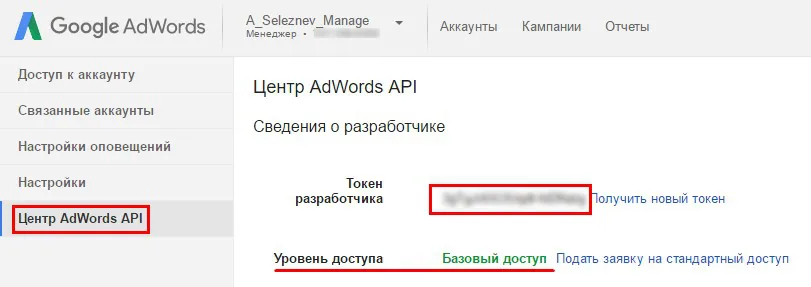 Google AdWords
A_Seleznev_Manage
Менеджер •
Аккаунты
Кампании
Отчеты
Доступ к аккаунту
Связанные аккаунты
Настройки оповещений
Настройки
Центр AdWords API
Центр AdWords API
Сведения о разработчике
Токен
разработчика
Получить новый токен
Уровень доступа
Базовый доступ
Подать заявку на стандартный доступ